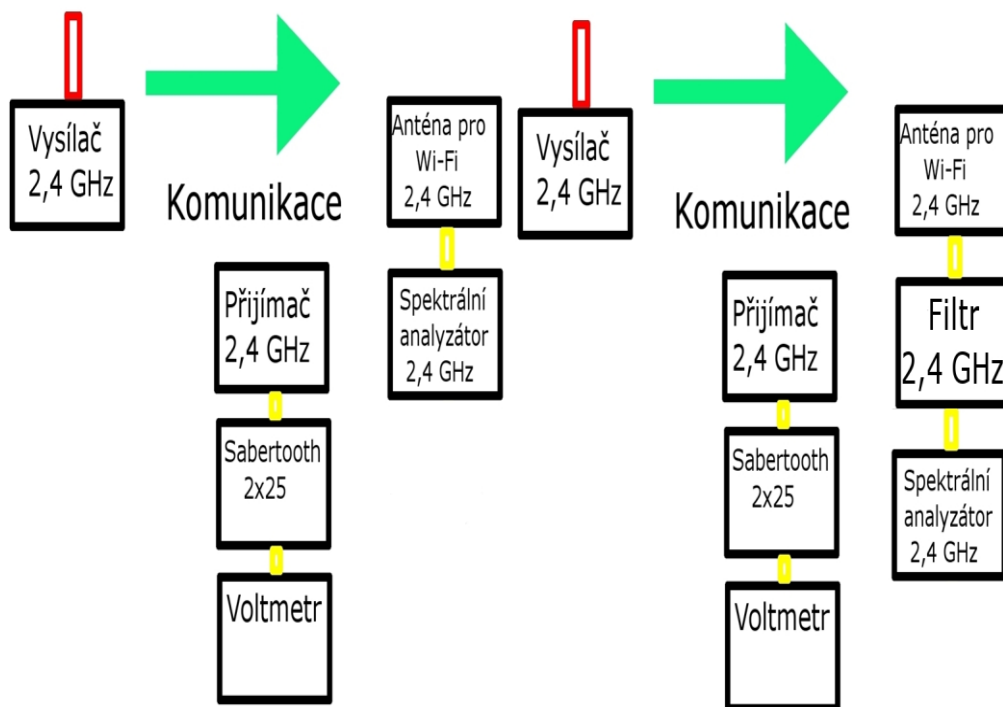 Vysílač
2,4 GHz
Komunikace
Anténa pro
Wi-Fi
2,4 GHz
Přijímač
2,4 GHz
Spektrální
analyzátor
2,4 GHz
Sabertooth
2x25
Voltmetr
Vysílač
2,4 GHz
Komunikace
Anténa pro
Wi-Fi
2,4 GHz
Přijímač
2,4 GHz
Filtr
2,4 GHz
Sabertooth
2x25
Spektrální
analyzátor
2,4 GHz
Voltmetr